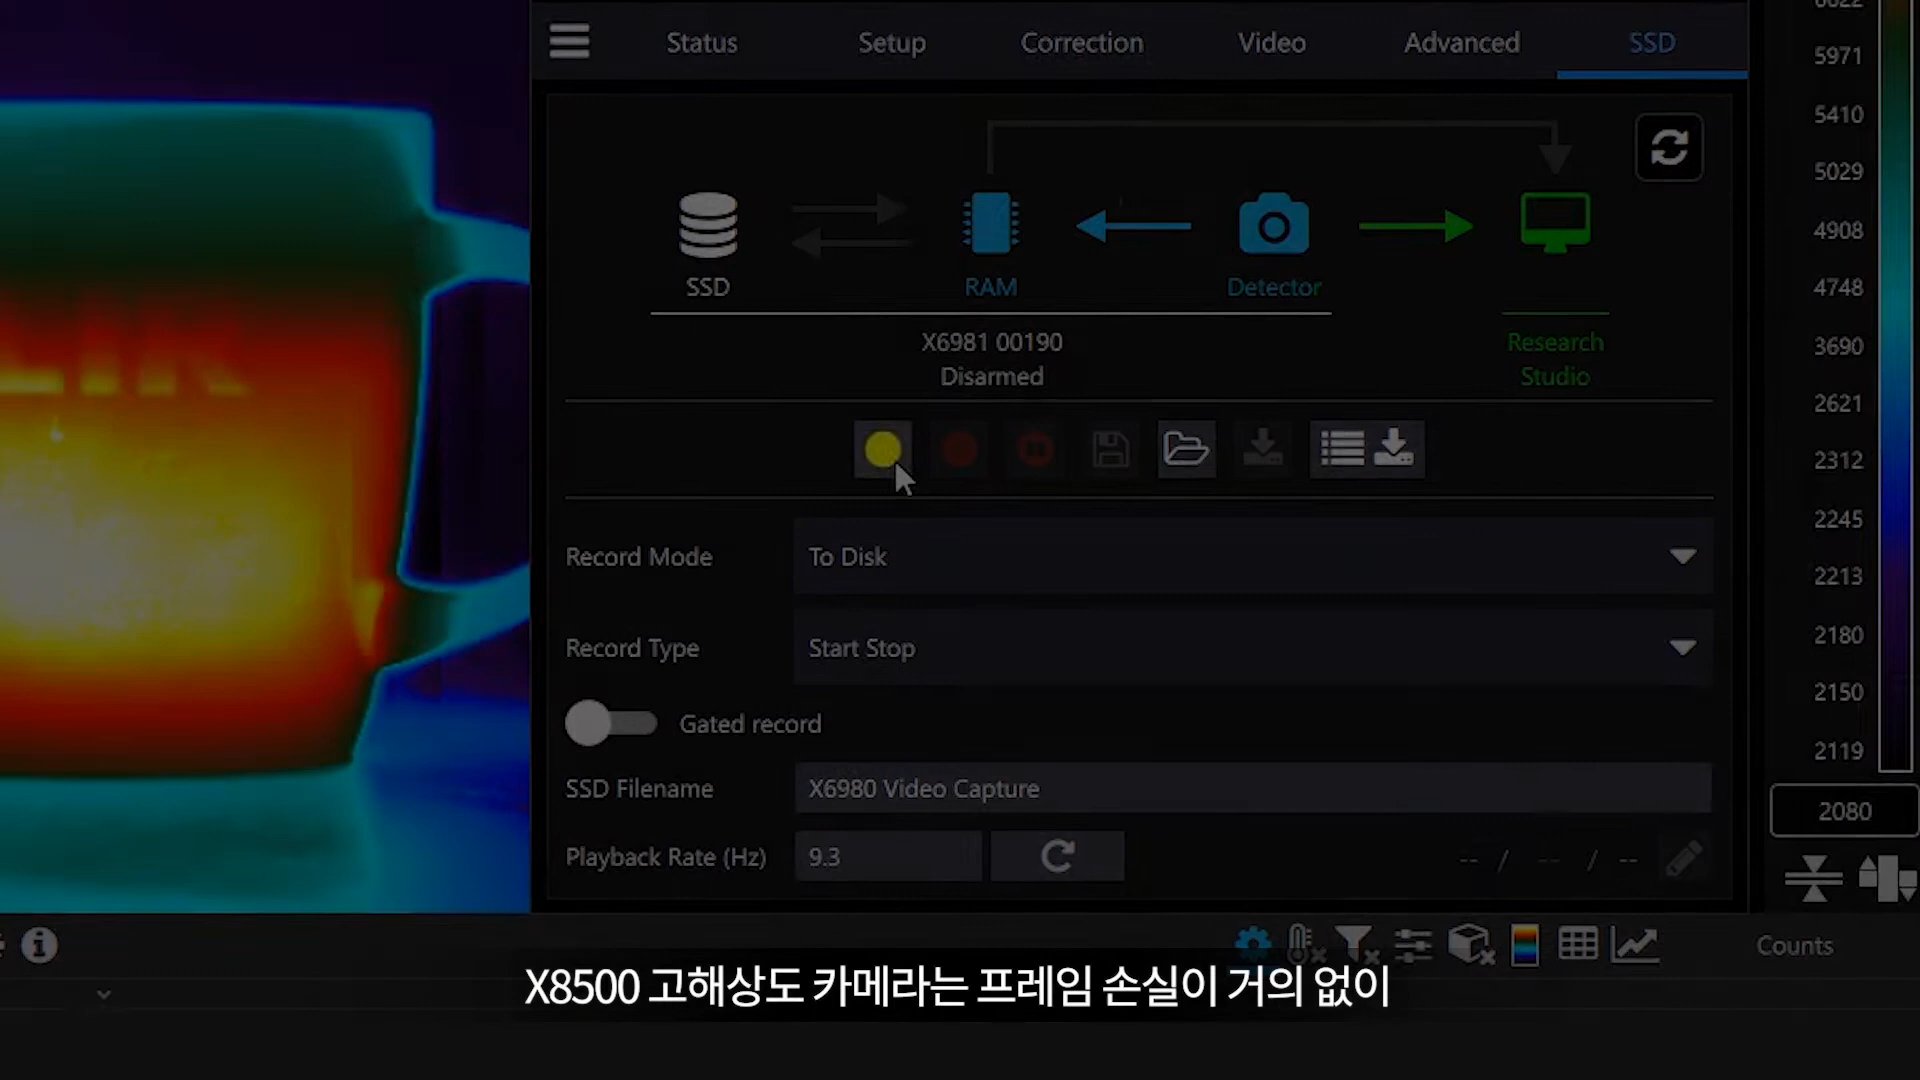 Status Setup Correction Video Advanced SSD
SSD RAM Detector
X6981 00190
Disarmed
Research
Studio
Record Mode To Disk
Record Type Start Stop
Gated record
SSD Filename X6980 Video Capture
Playback Rate (Hz) 9.3 -- / -- / --
5971
5410
5029
4908
4748
3690
2621
2312
2245
2213
2180
2150
2119
2080
Counts
X8500 고해상도 카메라는 프레임 손실이 거의 없이